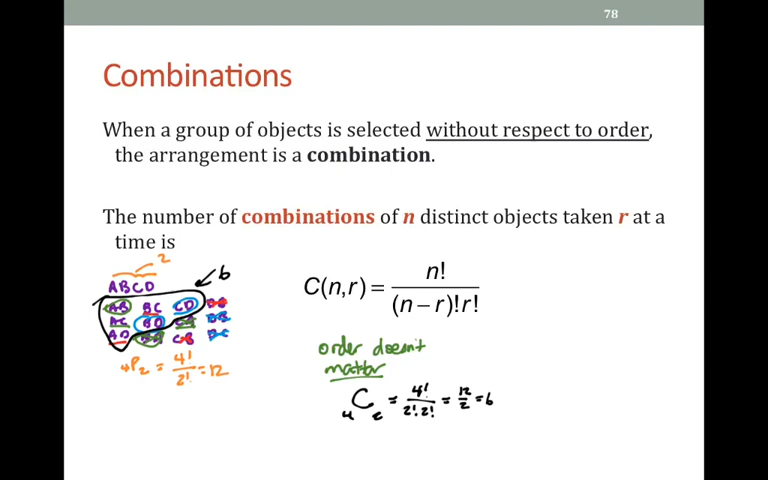 78
Combinations
When a group of objects is selected without respect to order,
the arrangement is a combination.
The number of combinations of n distinct objects taken r at a
time is
2
6
ABCD
C(n,r) = n! / (n − r)!r!
AB BC CD
AC BD
AD CB
4P2 = 4!/2! = 12
order doesn't
matter
4C2 = 4!/2!2! = 12/2 = 6